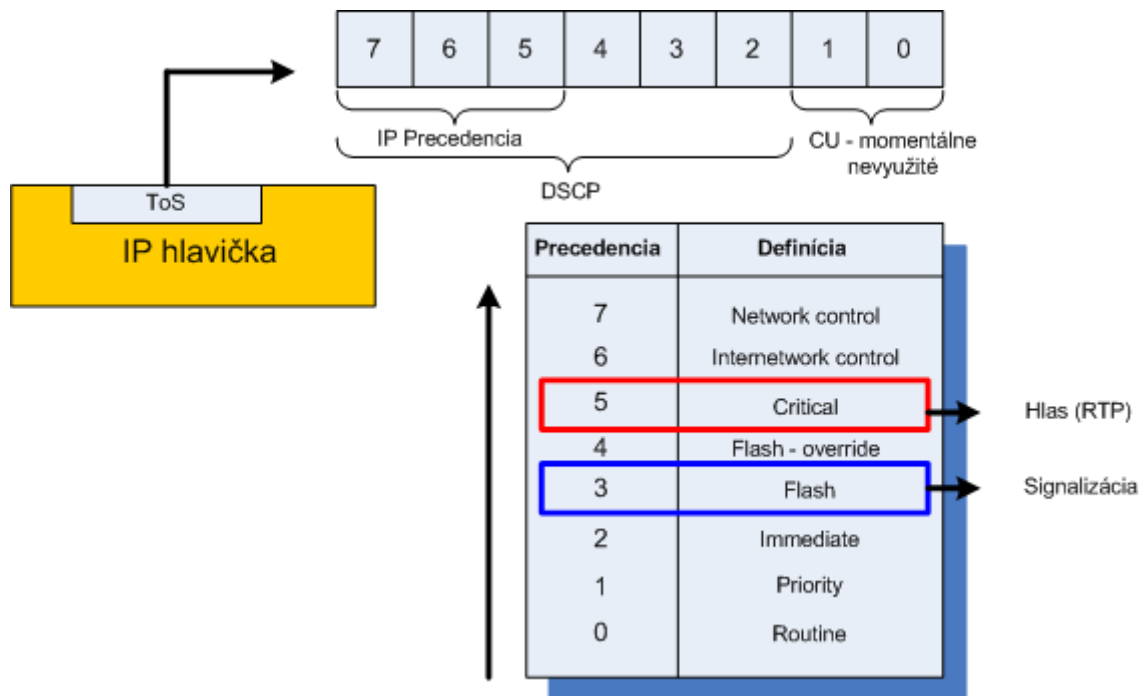 7 6 5 4 3 2 1 0
IP Precedencia
CU - momentálne
nevyužité
DSCP
ToS
IP hlavička
Precedencia Definícia
7 Network control
6 Internetwork control
5 Critical
Hlas (RTP)
4 Flash - override
3 Flash
Signalizácia
2 Immediate
1 Priority
0 Routine